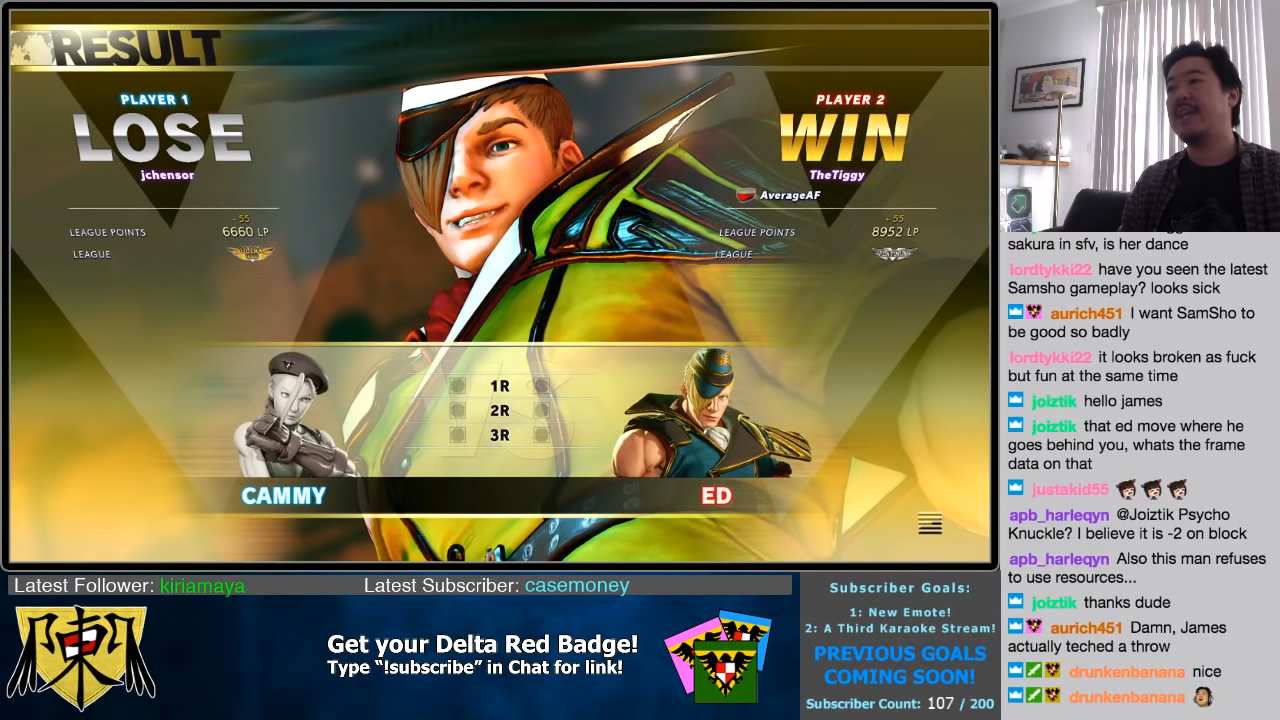 RESULT
PLAYER 1
LOSE
jchensor
- 55
LEAGUE POINTS 6660 LP
LEAGUE
PLAYER 2
WIN
TheTiggy
AverageAF
+ 55
LEAGUE POINTS 8952 LP
LEAGUE PLATINUM
1R
2R
3R
CAMMY
ED
sakura in sfv, is her dance
lordtykki22 have you seen the latest
Samsho gameplay? looks sick
aurich451 I want SamSho to
be good so badly
lordtykki22 it looks broken as fuck
but fun at the same time
joiztik hello james
joiztik that ed move where he
goes behind you, whats the frame
data on that
justakid55
apb_harleqyn @Joiztik Psycho
Knuckle? I believe it is -2 on block
apb_harleqyn Also this man refuses
to use resources...
joiztik thanks dude
aurich451 Damn, James
actually teched a throw
drunkenbanana nice
drunkenbanana
Latest Follower: kiriamaya
Latest Subscriber: casemoney
Get your Delta Red Badge!
Type “!subscribe” in Chat for link!
Subscriber Goals:
1: New Emote!
2: A Third Karaoke Stream!
PREVIOUS GOALS
COMING SOON!
Subscriber Count: 107 / 200